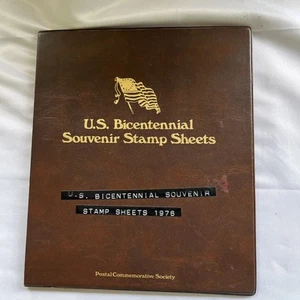 U.S. Bicentennial
Souvenir Stamp Sheets
U.S. BICENTENNIAL SOUVENIR
STAMP SHEETS 1976
Postal Commemorative Society